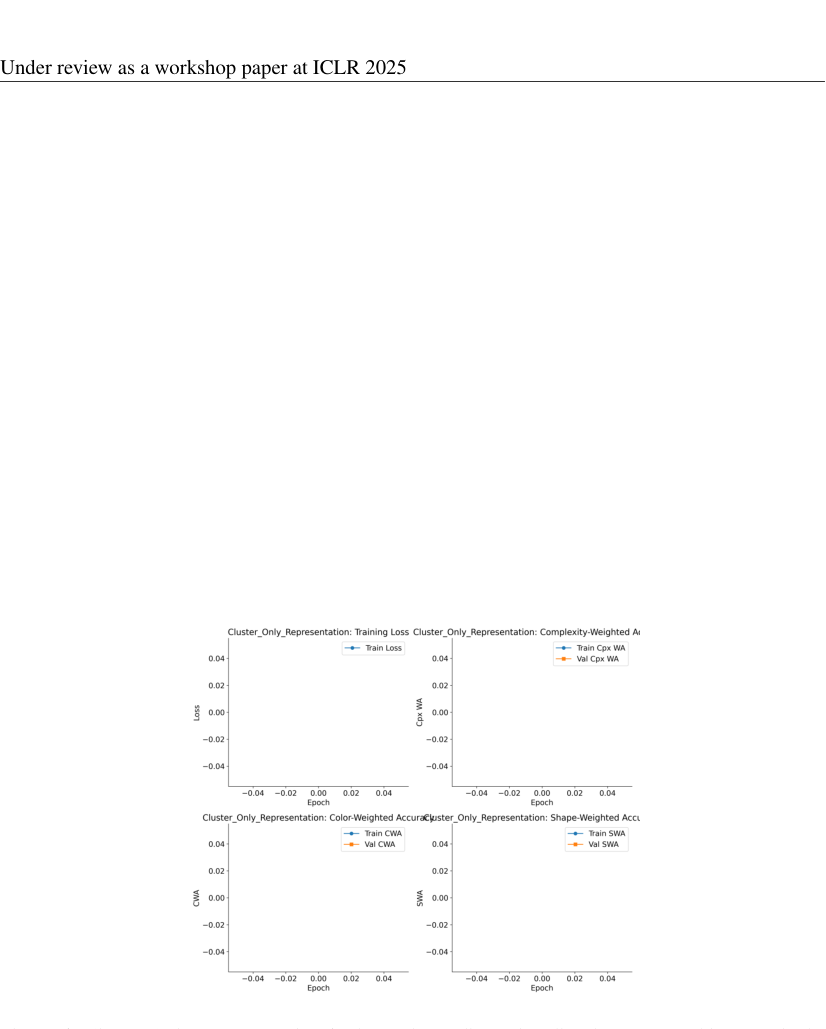 Under review as a workshop paper at ICLR 2025
Cluster_Only_Representation: Training Loss
Train Loss
0.04
0.02
0.00
−0.02
−0.04
Loss
−0.04 −0.02 0.00 0.02 0.04
Epoch
Cluster_Only_Representation: Complexity-Weighted
Train Cpx WA
Val Cpx WA
0.04
0.02
0.00
−0.02
−0.04
Cpx WA
−0.04 −0.02 0.00 0.02 0.04
Epoch
Cluster_Only_Representation: Color-Weighted Accuracy
Train CWA
Val CWA
0.04
0.02
0.00
−0.02
−0.04
CWA
−0.04 −0.02 0.00 0.02 0.04
Epoch
Cluster_Only_Representation: Shape-Weighted
Train SWA
Val SWA
0.04
0.02
0.00
−0.02
−0.04
SWA
−0.04 −0.02 0.00 0.02 0.04
Epoch